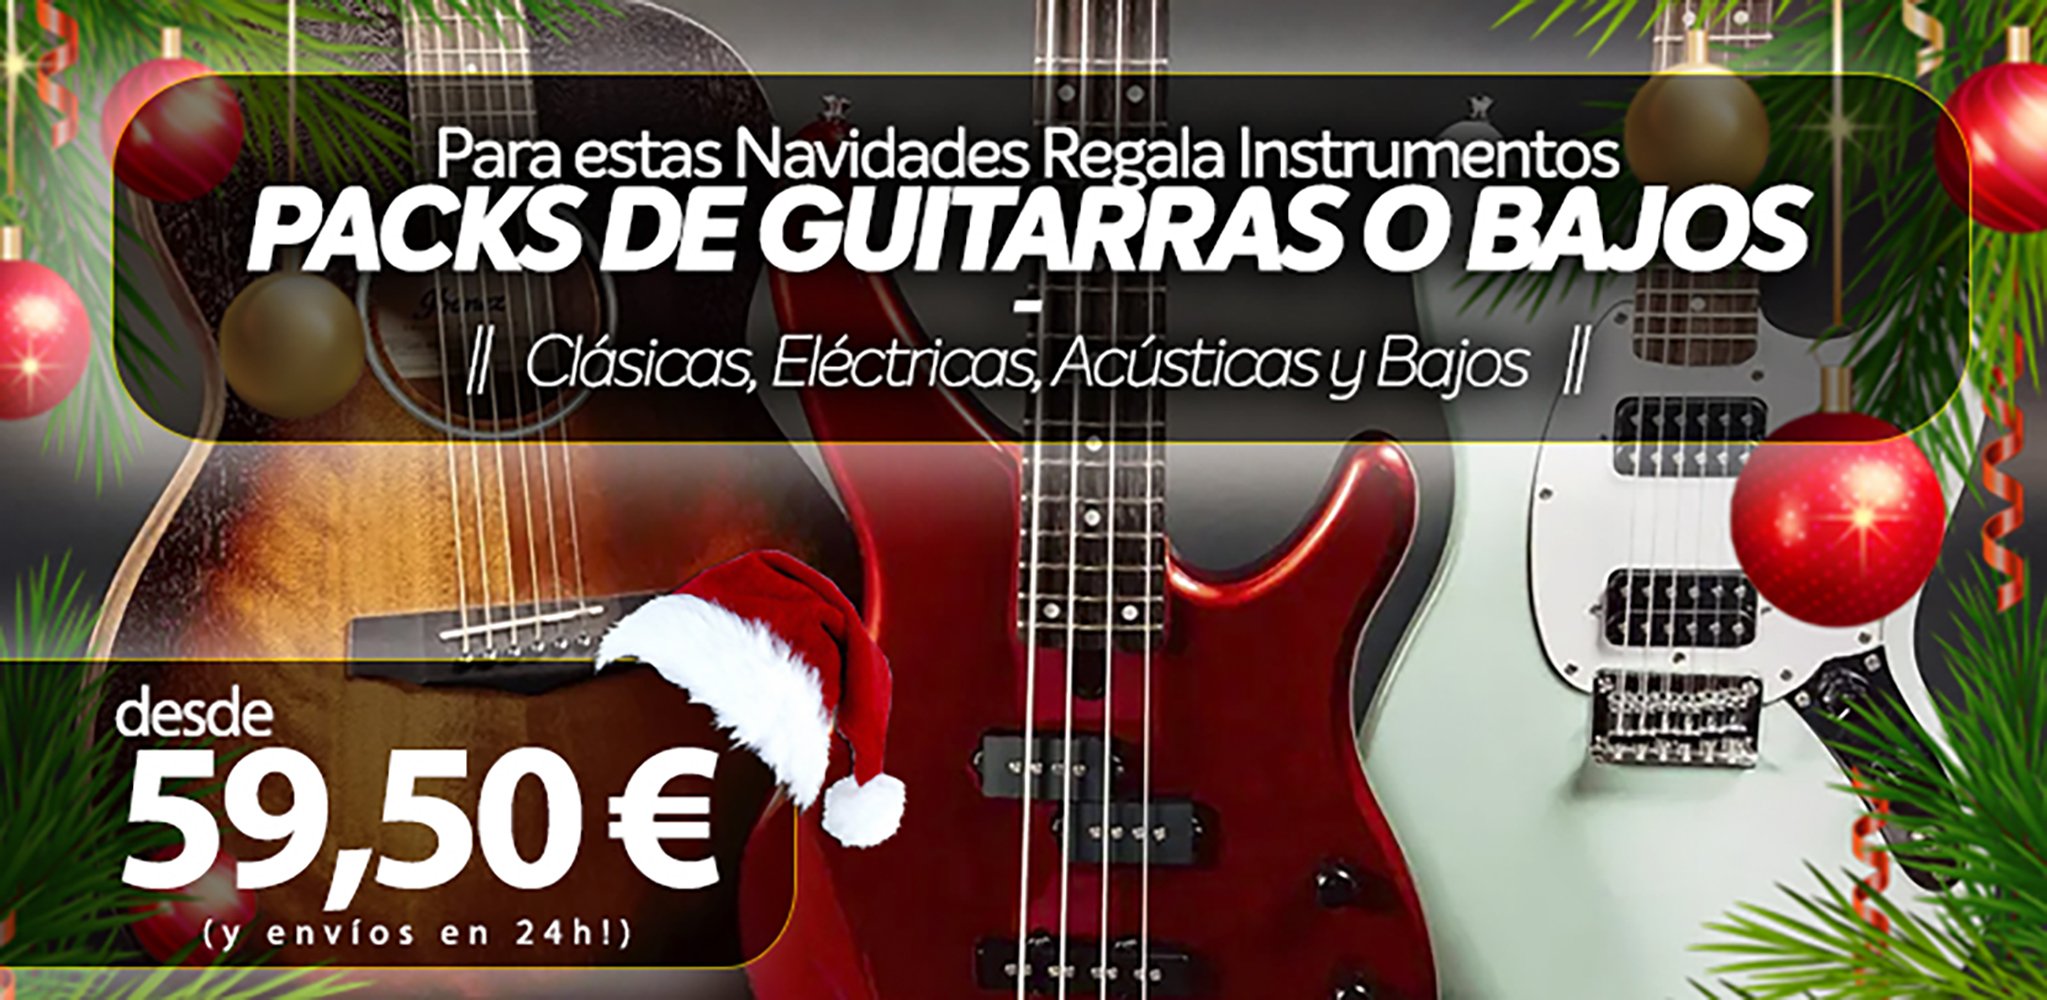 Para estas Navidades Regala Instrumentos
PACKS DE GUITARRAS O BAJOS
-
|| Clásicas, Eléctricas, Acústicas y Bajos ||
Ibanez
desde
59,50 €
(y envíos en 24h!)